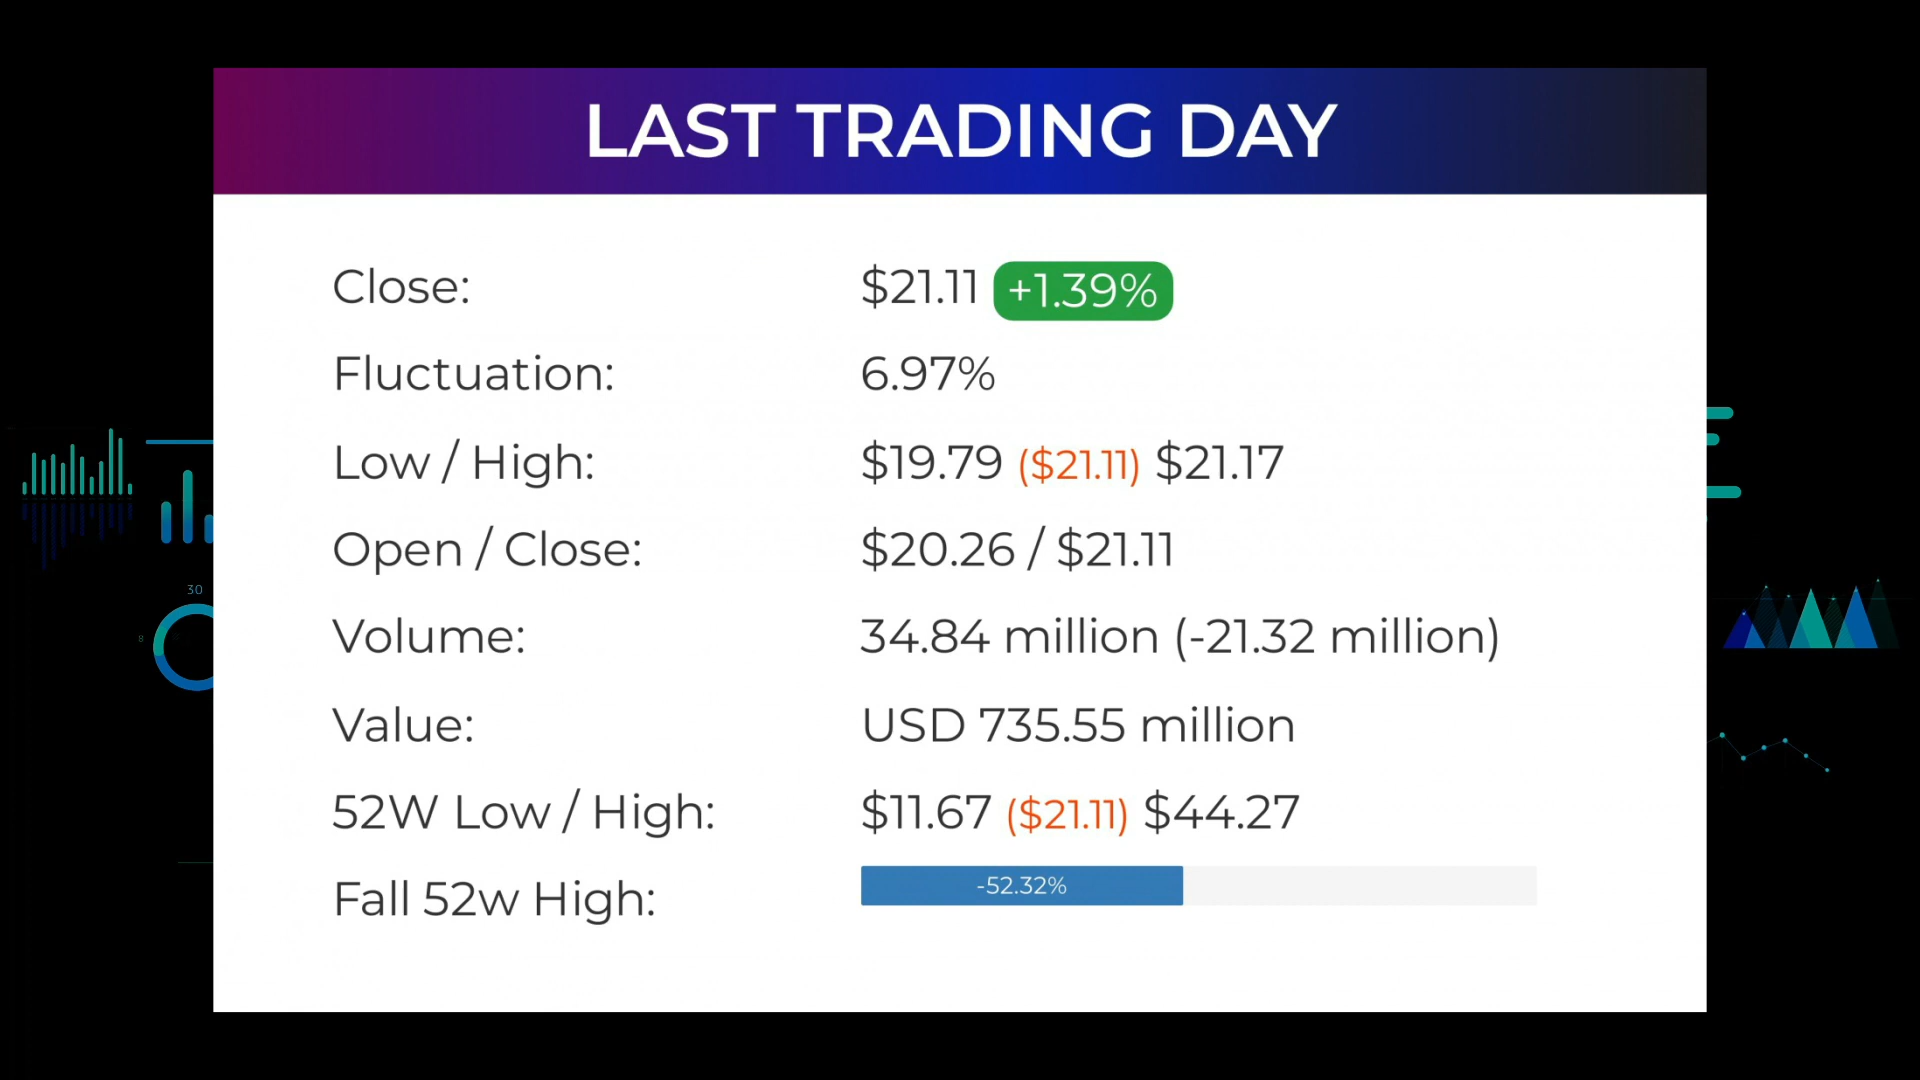 LAST TRADING DAY
Close: $21.11 +1.39%
Fluctuation: 6.97%
Low / High: $19.79 ($21.11) $21.17
Open / Close: $20.26 / $21.11
Volume: 34.84 million (-21.32 million)
Value: USD 735.55 million
52W Low / High: $11.67 ($21.11) $44.27
Fall 52w High: -52.32%
30
8